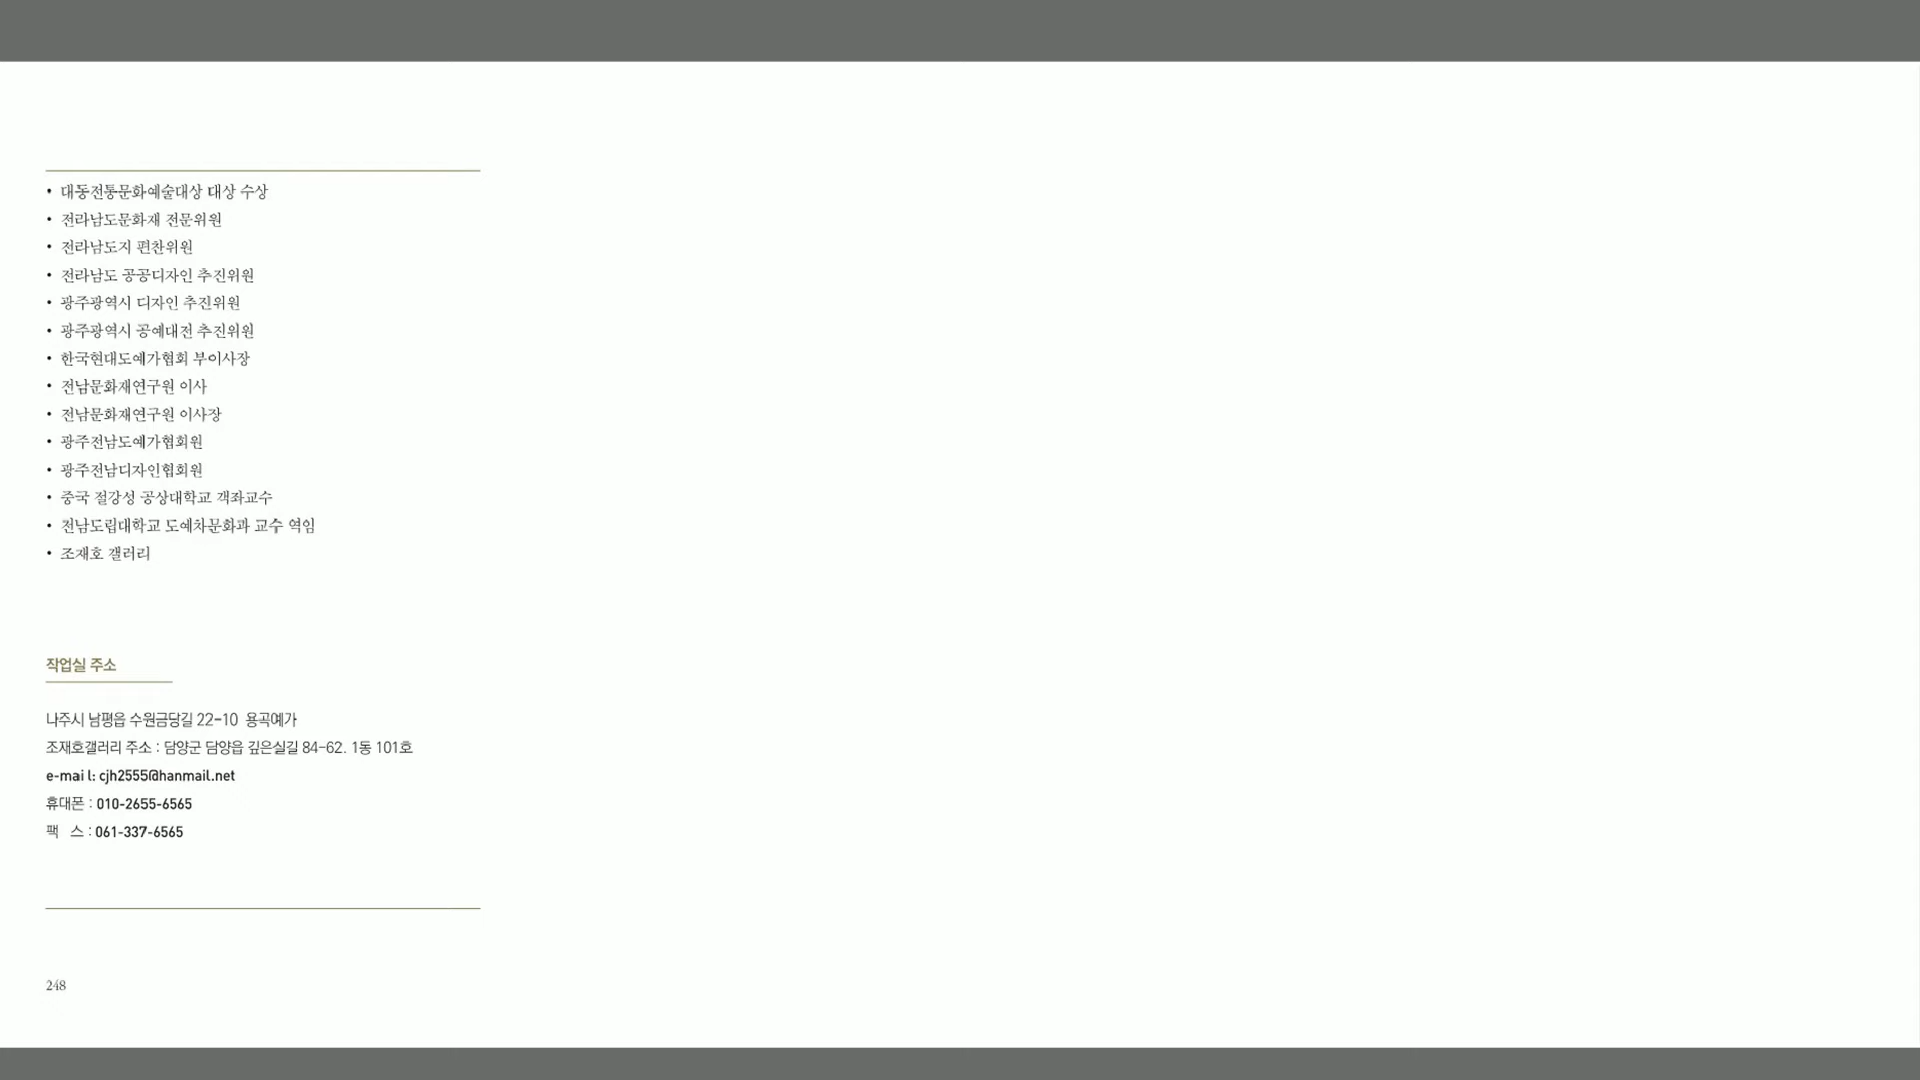 • 대동전통문화예술대상 대상 수상
• 전라남도문화재 전문위원
• 전라남도지 편찬위원
• 전라남도 공공디자인 추진위원
• 광주광역시 디자인 추진위원
• 광주광역시 공예대전 추진위원
• 한국현대도예가협회 부이사장
• 전남문화재연구원 이사
• 전남문화재연구원 이사장
• 광주전남도예가협회원
• 광주전남디자인협회원
• 중국 절강성 공상대학교 객좌교수
• 전남도립대학교 도예차문화과 교수 역임
• 조재호 갤러리
작업실 주소
나주시 남평읍 수원금당길 22-10 용곡예가
조재호갤러리 주소 : 담양군 담양읍 깊은실길 84-62. 1동 101호
e-mai l: cjh2555@hanmail.net
휴대폰 : 010-2655-6565
팩 스 : 061-337-6565
248